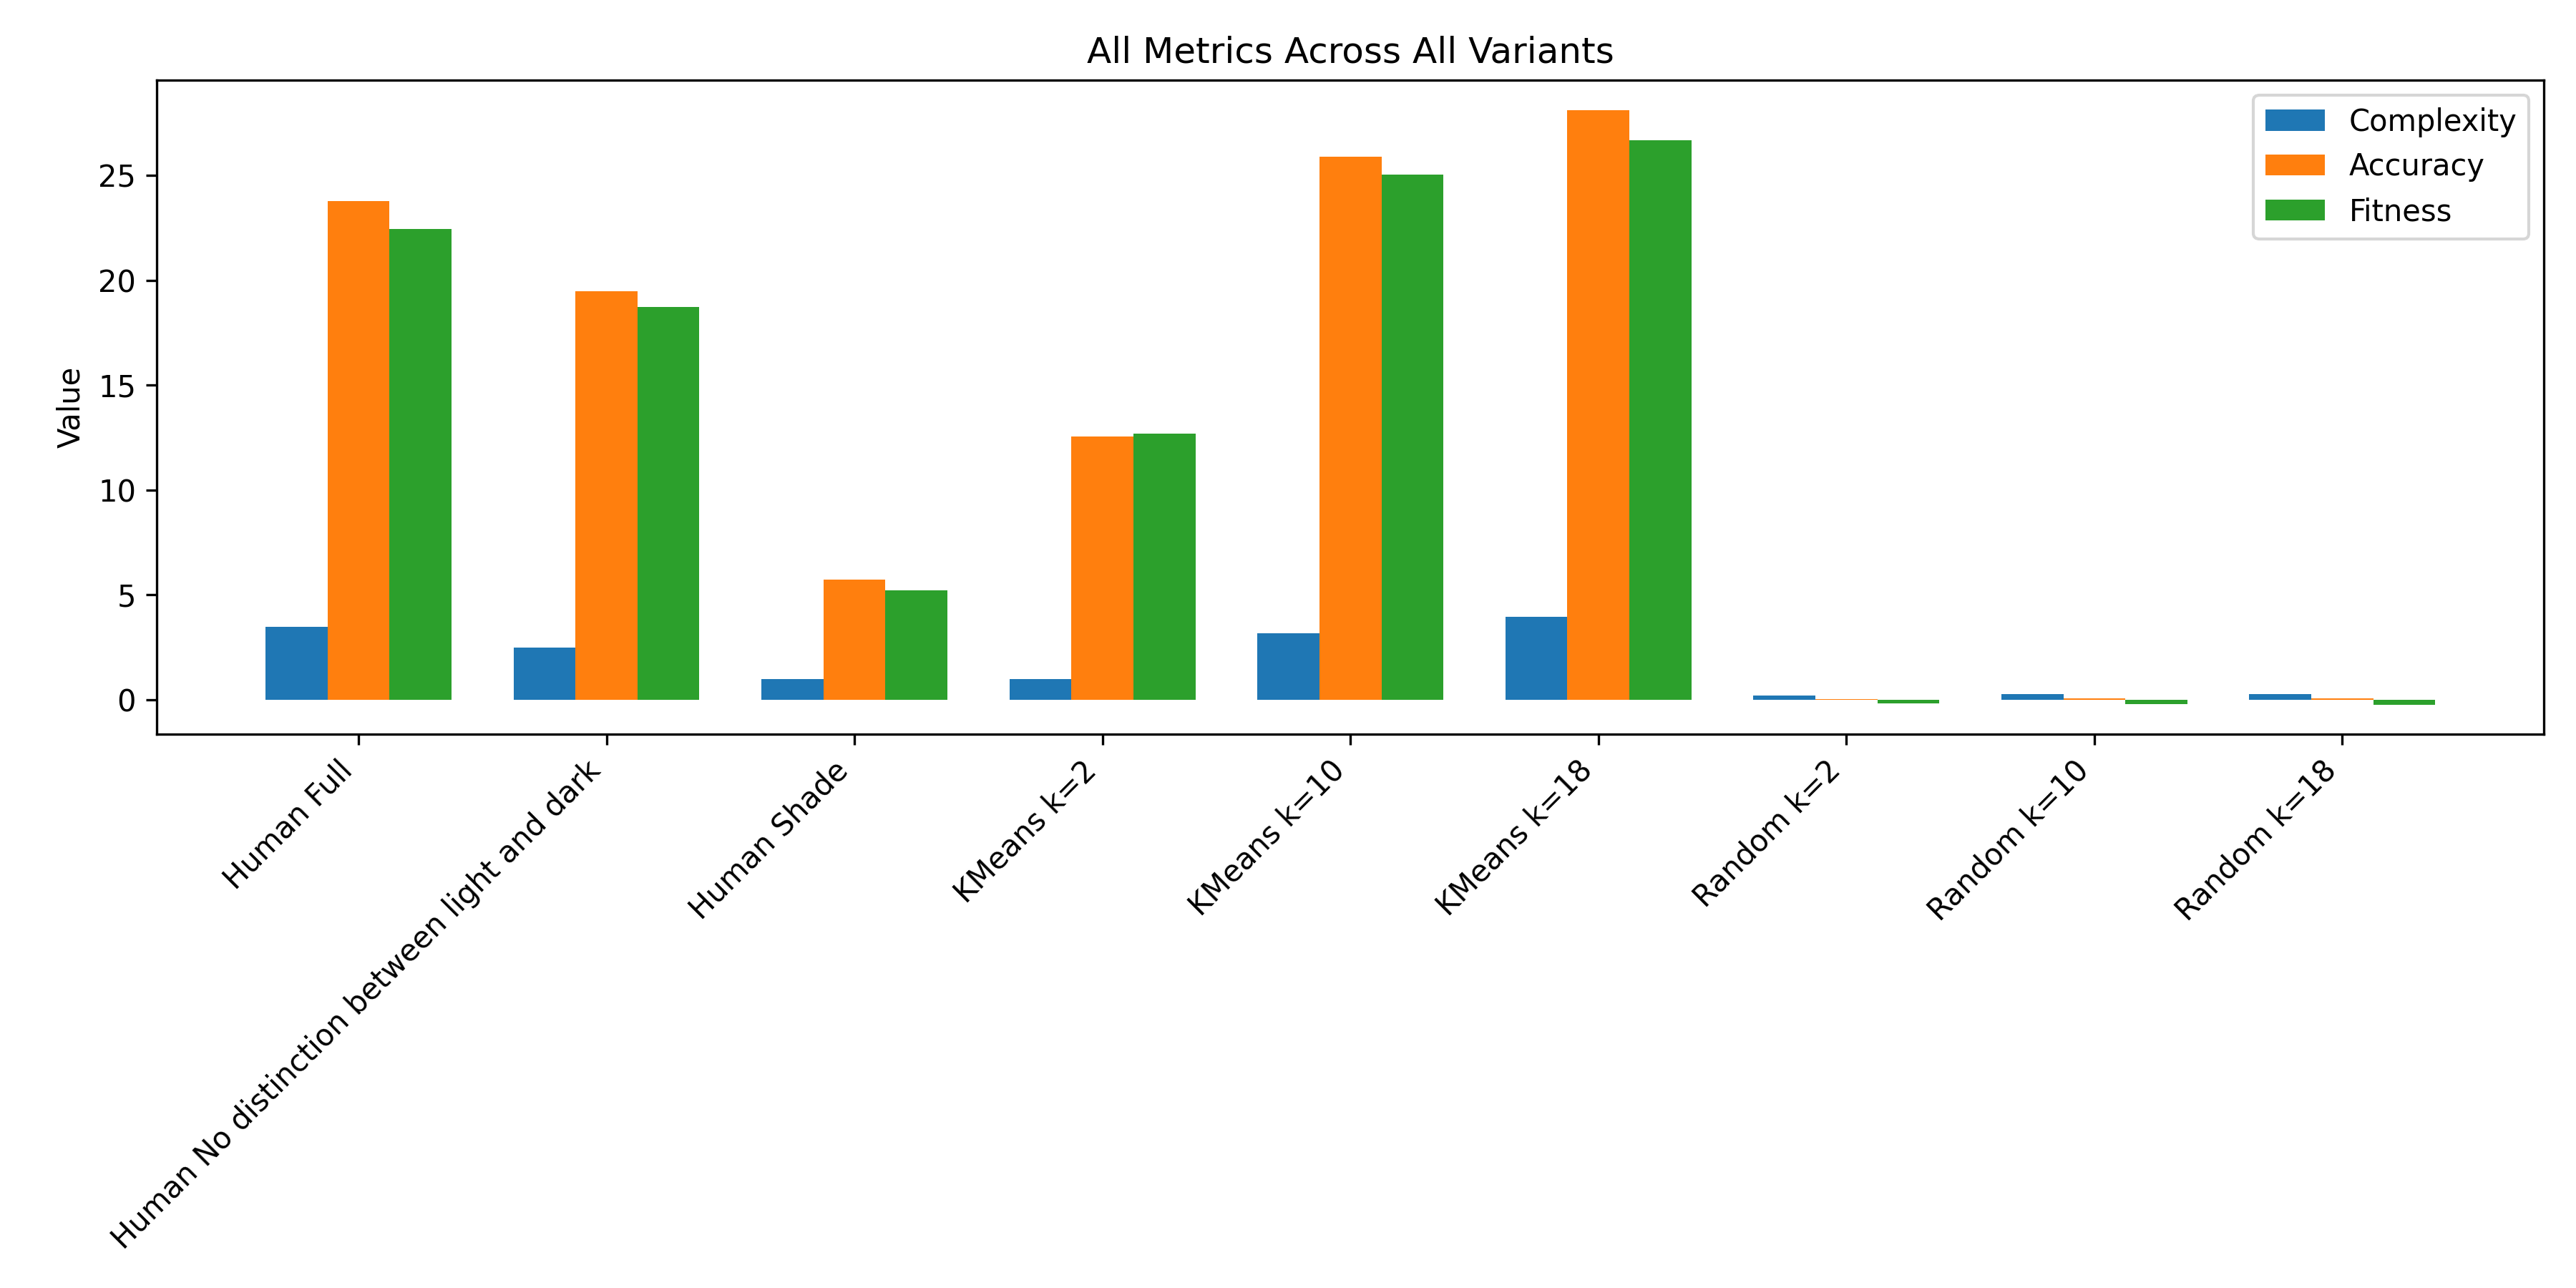 All Metrics Across All Variants
Complexity
Accuracy
Fitness
Value
25
20
15
10
5
0
Human Full
Human No distinction between light and dark
Human Shade
KMeans k=2
KMeans k=10
KMeans k=18
Random k=2
Random k=10
Random k=18